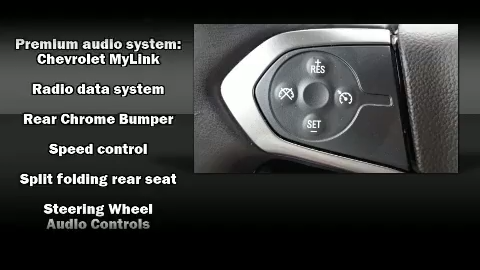 Premium audio system:
Chevrolet MyLink
Radio data system
Rear Chrome Bumper
Speed control
Split folding rear seat
Steering Wheel
Audio Controls
+
RES
SET
–